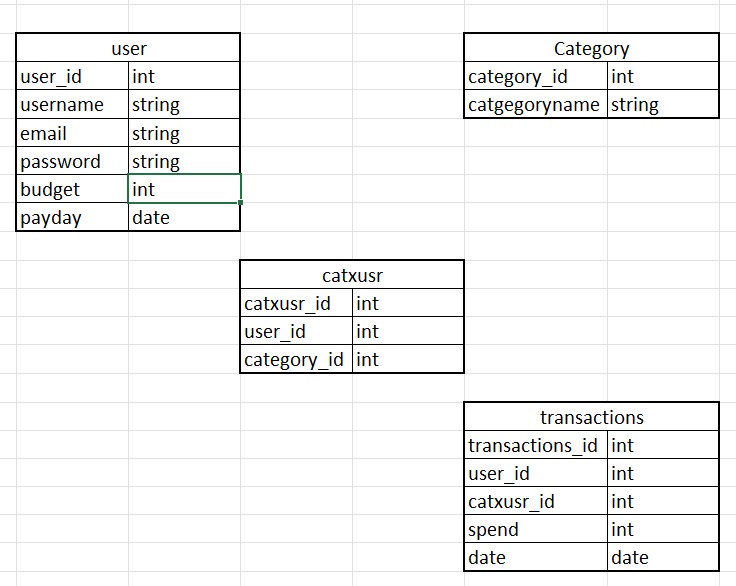 user
user_id int
username string
email string
password string
budget int
payday date
Category
category_id int
catgegoryname string
catxusr
catxusr_id int
user_id int
category_id int
transactions
transactions_id int
user_id int
catxusr_id int
spend int
date date